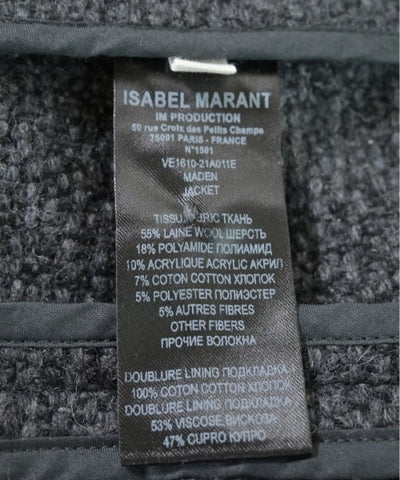 ISABEL MARANT
IM PRODUCTION
50 rue Croix des Petits Champs
75001 PARIS - FRANCE
N°1501
VE1610-21A011E
MADEN
JACKET
ТКАНЬ
55% LAINE WOOL ШЕРСТЬ
18% POLYAMIDE ПОЛИАМИД
10% ACRYLIQUE ACRYLIC АКРИЛ
7% COTON COTTON ХЛОПОК
5% POLYESTER ПОЛИЭСТЕР
5% AUTRES FIBRES
OTHER FIBERS
ПРОЧИЕ ВОЛОКНА
DOUBLURE LINING ПОДКЛАДКА
100% COTON COTTON ХЛОПОК
DOUBLURE LINING ПОДКЛАДКА
53% VISCOSE ВИСКОЗА
47% CUPRO КУПРО